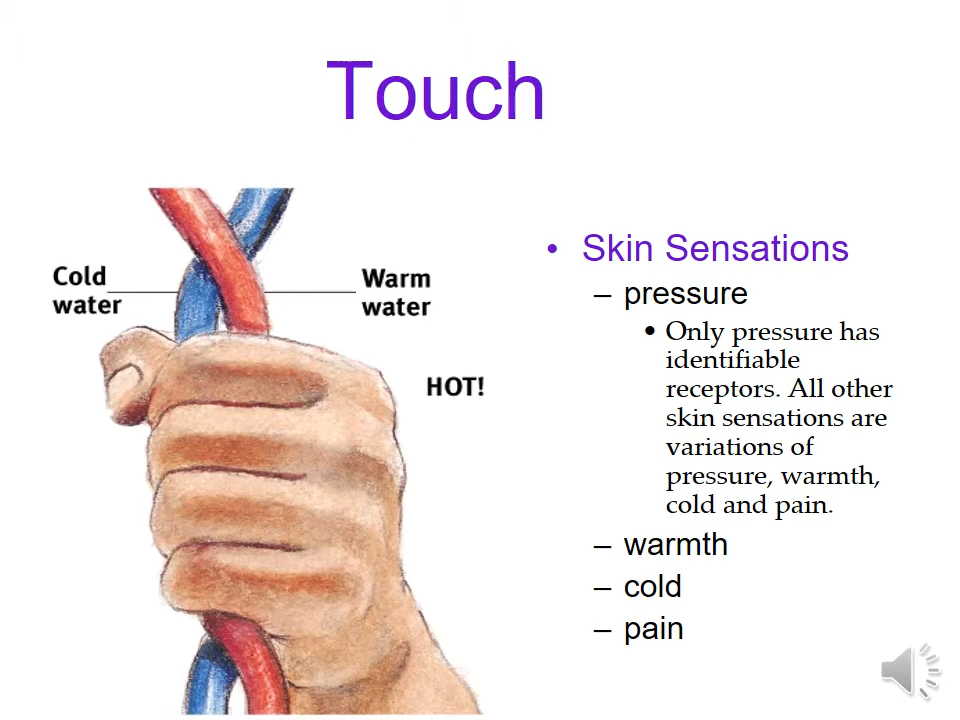 Touch
Cold
water
Warm
water
HOT!
• Skin Sensations
– pressure
• Only pressure has
identifiable
receptors. All other
skin sensations are
variations of
pressure, warmth,
cold and pain.
– warmth
– cold
– pain